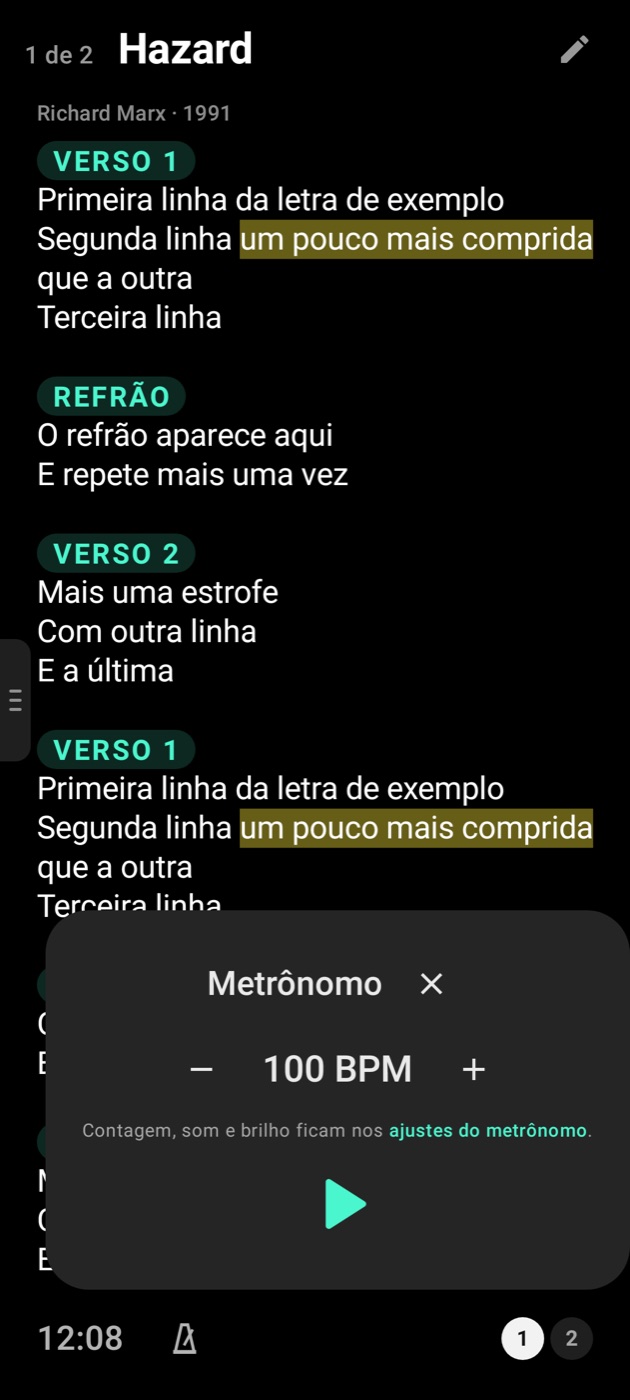 1 de 2 Hazard
Richard Marx · 1991
VERSO 1
Primeira linha da letra de exemplo
Segunda linha um pouco mais comprida
que a outra
Terceira linha
REFRÃO
O refrão aparece aqui
E repete mais uma vez
VERSO 2
Mais uma estrofe
Com outra linha
E a última
VERSO 1
Primeira linha da letra de exemplo
Segunda linha um pouco mais comprida
que a outra
Terceira linha
Metrônomo
− 100 BPM +
Contagem, som e brilho ficam nos ajustes do metrônomo.
12:08 1 2